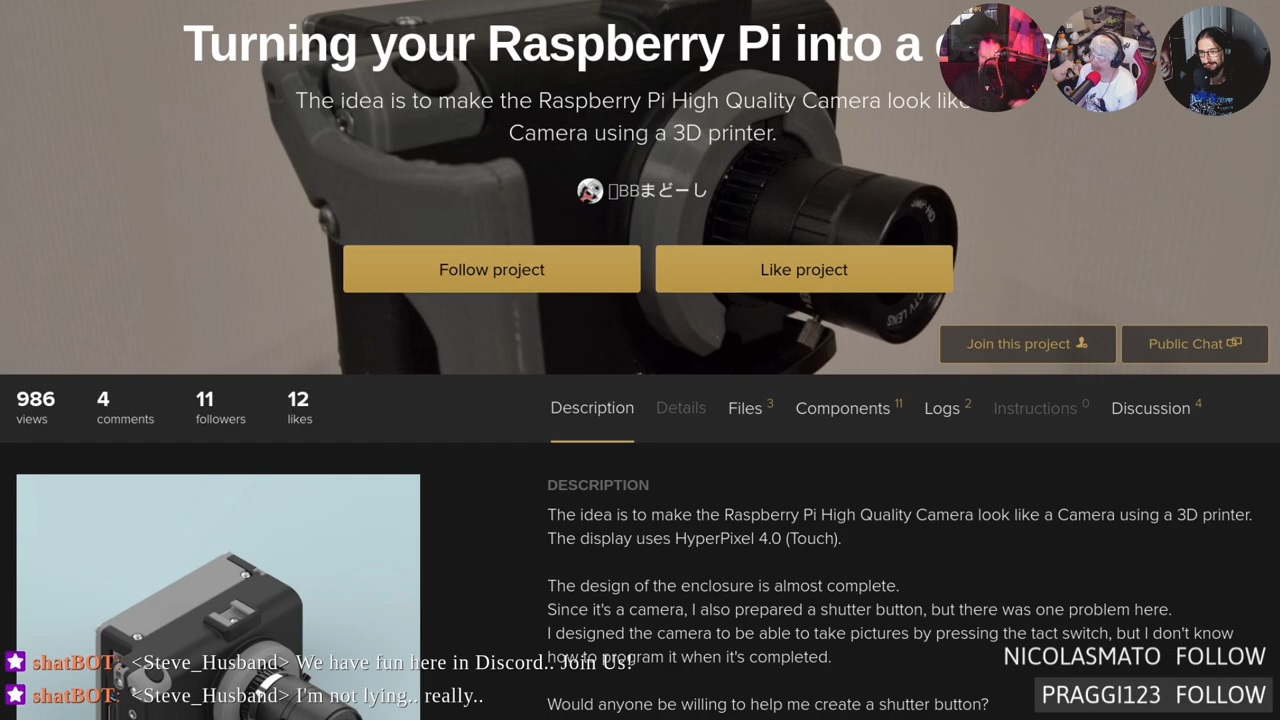 Turning your Raspberry Pi into a
The idea is to make the Raspberry Pi High Quality Camera look like
Camera using a 3D printer.
BBまどーし
Follow project
Like project
Join this project
Public Chat
986
views
4
comments
11
followers
12
likes
Description
Details
Files 3
Components 11
Logs 2
Instructions 0
Discussion 4
DESCRIPTION
The idea is to make the Raspberry Pi High Quality Camera look like a Camera using a 3D printer.
The display uses HyperPixel 4.0 (Touch).
The design of the enclosure is almost complete.
Since it's a camera, I also prepared a shutter button, but there was one problem here.
I designed the camera to be able to take pictures by pressing the tact switch, but I don't know
how to program it when it's completed.
Would anyone be willing to help me create a shutter button?
shatBOT: <Steve_Husband> We have fun here in Discord.. Join Us!
shatBOT: <Steve_Husband> I'm not lying.. really..
NICOLASMATO FOLLOW
PRAGGI123 FOLLOW